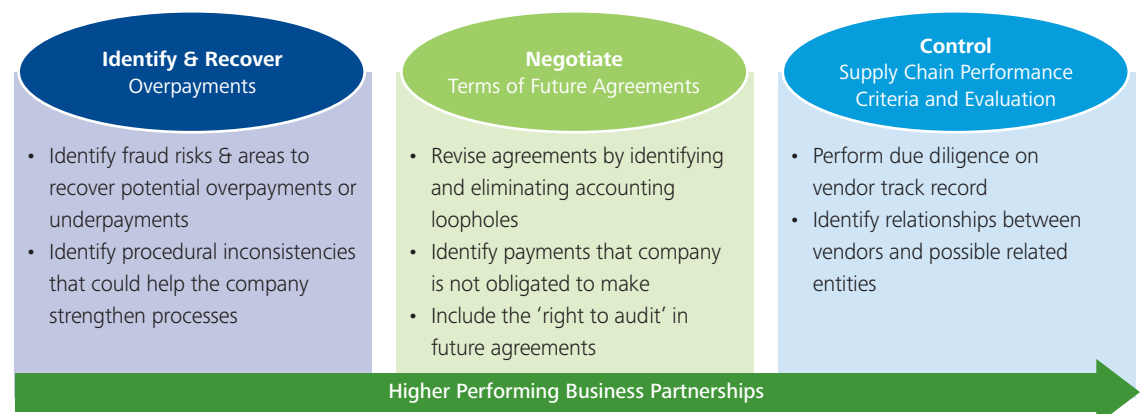 Identify & Recover
Overpayments
• Identify fraud risks & areas to
recover potential overpayments or
underpayments
• Identify procedural inconsistencies
that could help the company
strengthen processes
Negotiate
Terms of Future Agreements
• Revise agreements by identifying
and eliminating accounting
loopholes
• Identify payments that company
is not obligated to make
• Include the ‘right to audit’ in
future agreements
Control
Supply Chain Performance
Criteria and Evaluation
• Perform due diligence on
vendor track record
• Identify relationships between
vendors and possible related
entities
Higher Performing Business Partnerships